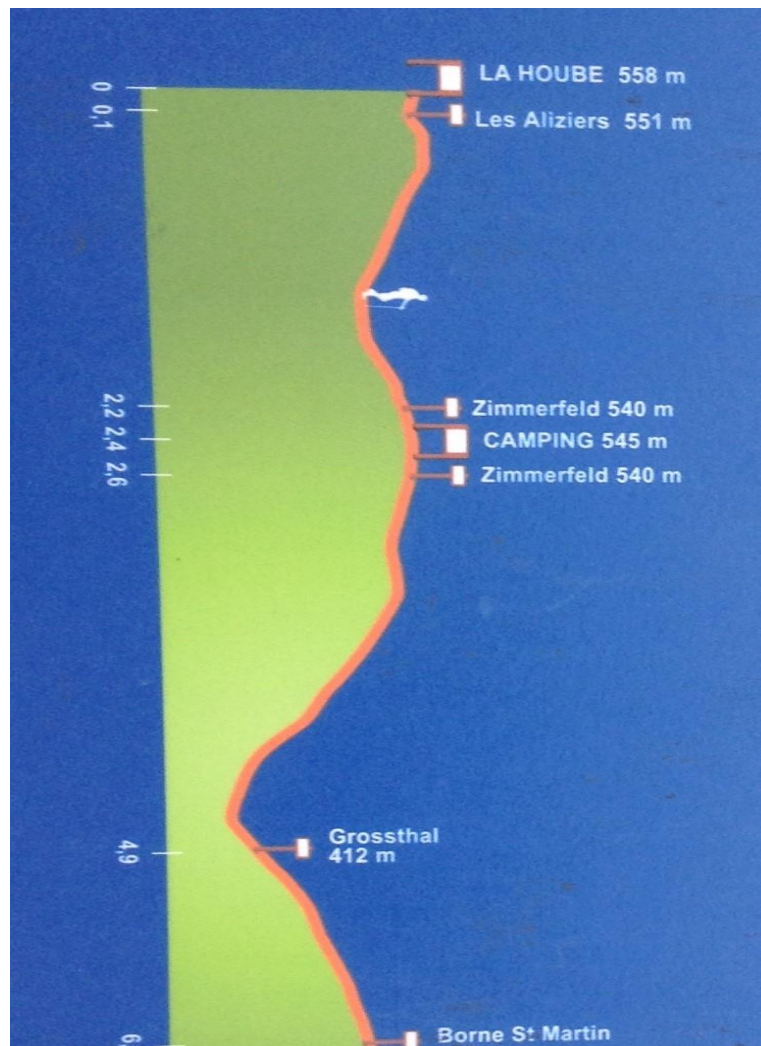 0
LA HOUBE 558 m
0,1
Les Aliziers 551 m
2,2
Zimmerfeld 540 m
2,4
CAMPING 545 m
2,6
Zimmerfeld 540 m
4,9
Grossthal
412 m
Borne St Martin